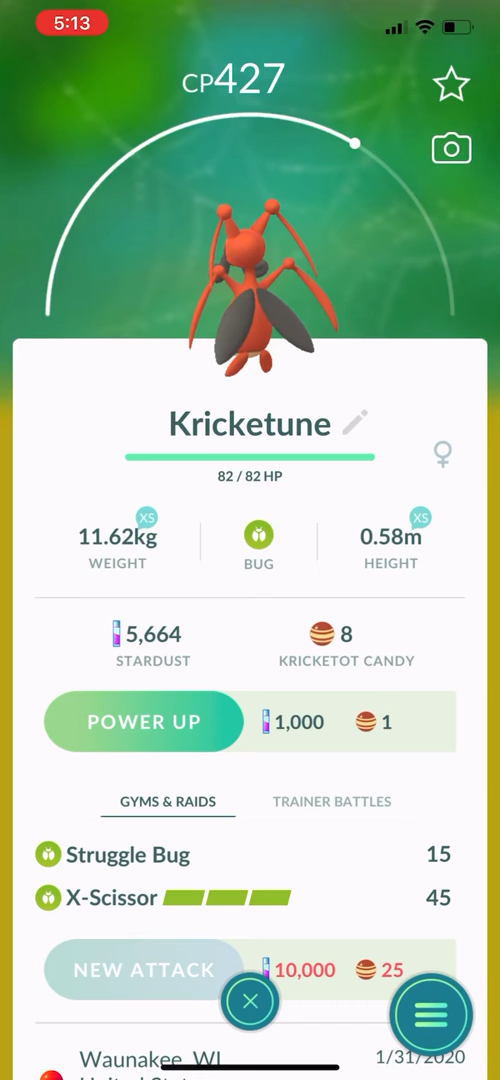 5:13
CP427
Kricketune
82 / 82 HP
XS XS
11.62kg 0.58m
WEIGHT BUG HEIGHT
5,664 8
STARDUST KRICKETOT CANDY
POWER UP 1,000 1
GYMS & RAIDS TRAINER BATTLES
Struggle Bug 15
X-Scissor 45
NEW ATTACK 10,000 25
Waunakee, WI 1/31/2020
United Stat